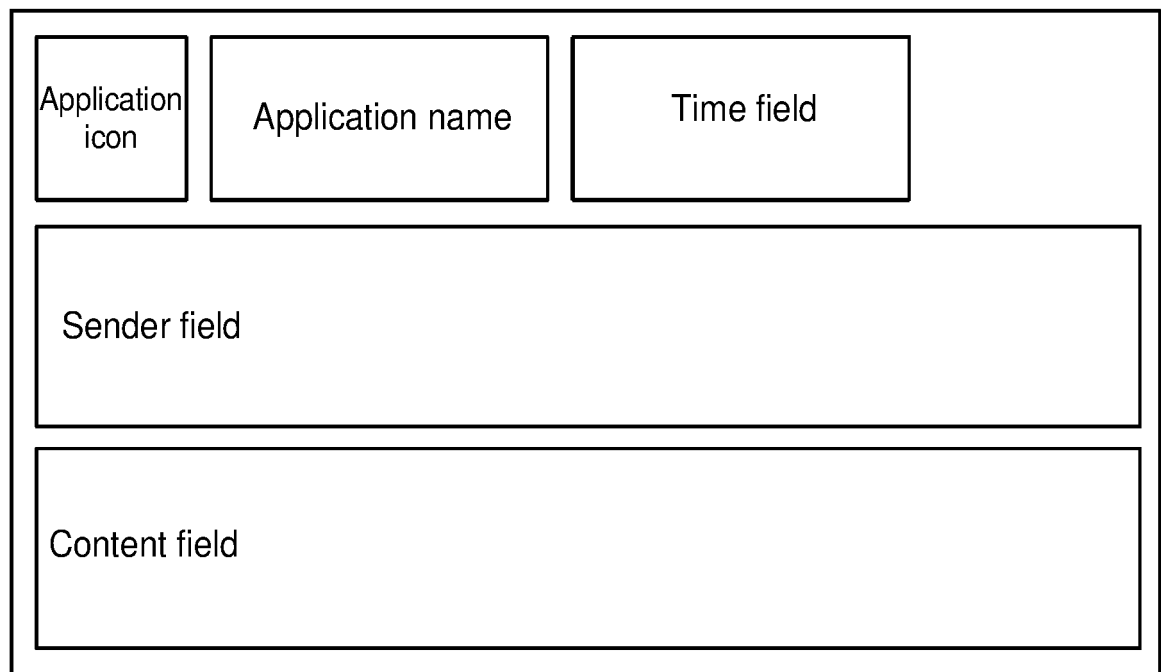 Application
icon
Application name
Time field
Sender field
Content field